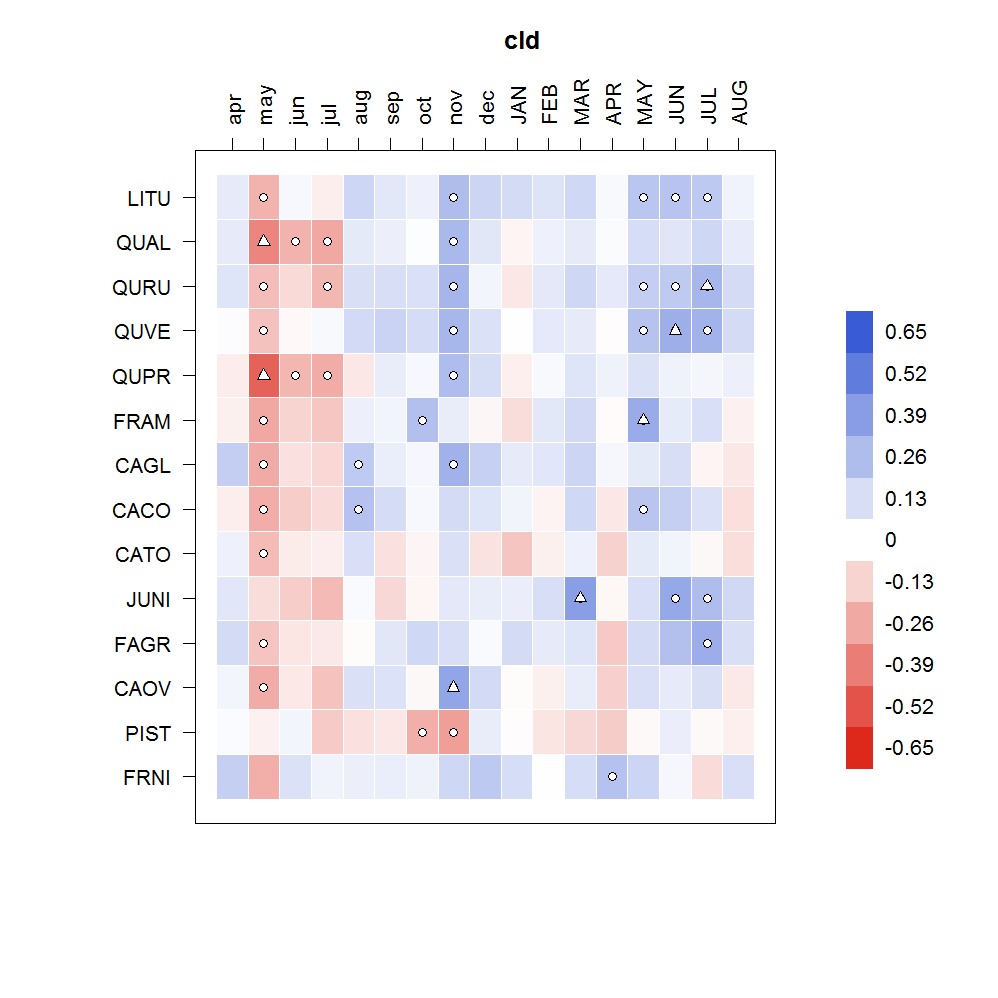 cld
apr may jun jul aug sep oct nov dec JAN FEB MAR APR MAY JUN JUL AUG
LITU
QUAL
QURU
QUVE
QUPR
FRAM
CAGL
CACO
CATO
JUNI
FAGR
CAOV
PIST
FRNI
0.65
0.52
0.39
0.26
0.13
0
-0.13
-0.26
-0.39
-0.52
-0.65